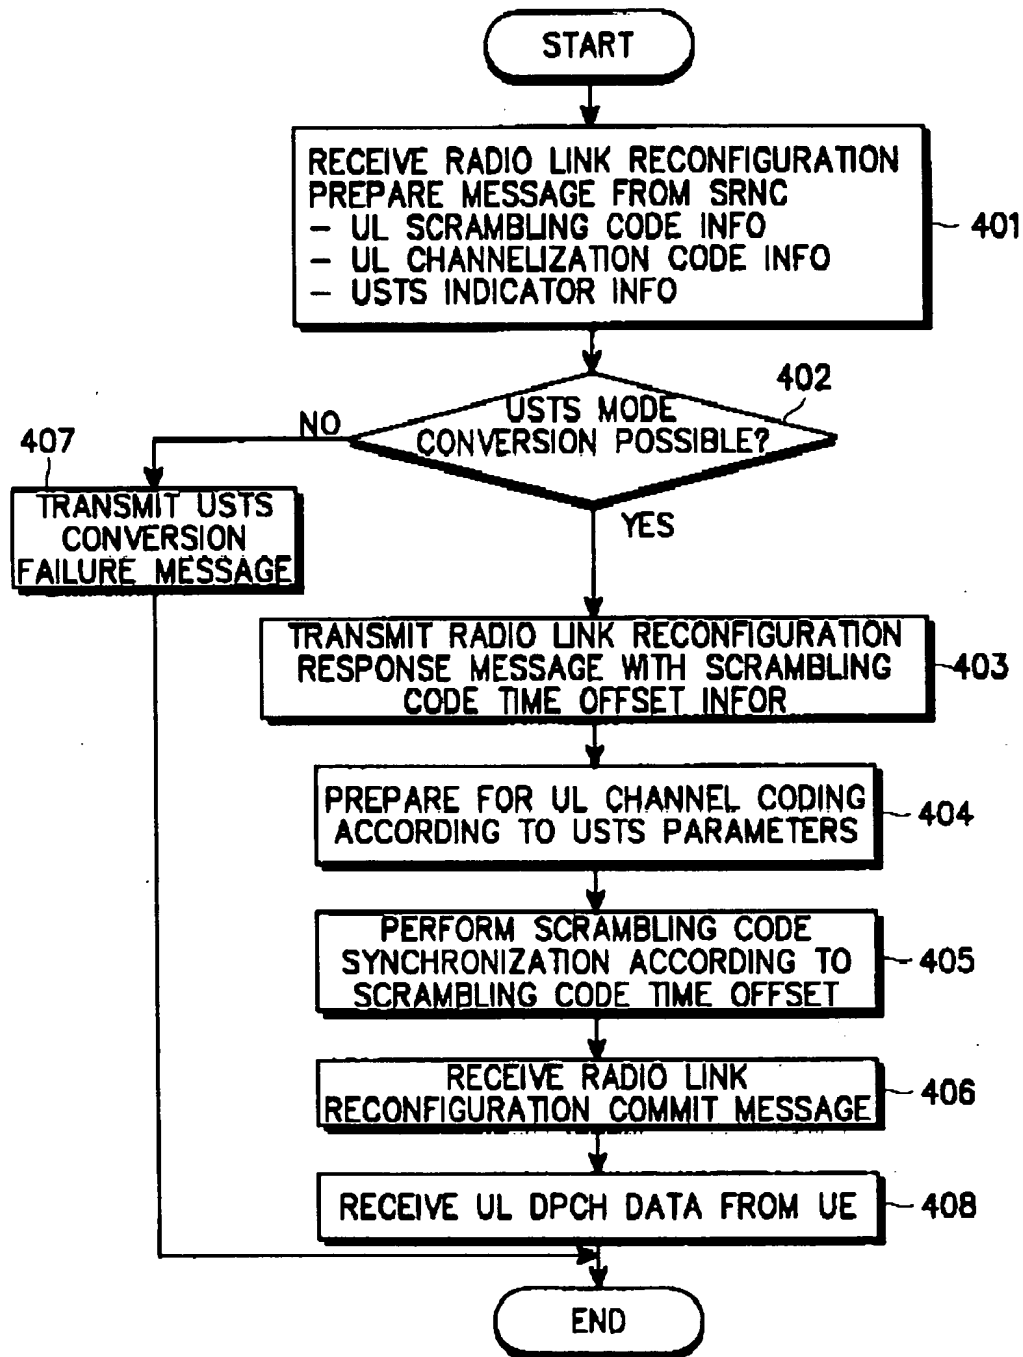 START
RECEIVE RADIO LINK RECONFIGURATION
PREPARE MESSAGE FROM SRNC
- UL SCRAMBLING CODE INFO
- UL CHANNELIZATION CODE INFO
- USTS INDICATOR INFO
401
402
USTS MODE
CONVERSION POSSIBLE?
NO
YES
407
TRANSMIT USTS
CONVERSION
FAILURE MESSAGE
TRANSMIT RADIO LINK RECONFIGURATION
RESPONSE MESSAGE WITH SCRAMBLING
CODE TIME OFFSET INFOR
403
PREPARE FOR UL CHANNEL CODING
ACCORDING TO USTS PARAMETERS
404
PERFORM SCRAMBLING CODE
SYNCHRONIZATION ACCORDING TO
SCRAMBLING CODE TIME OFFSET
405
RECEIVE RADIO LINK
RECONFIGURATION COMMIT MESSAGE
406
RECEIVE UL DPCH DATA FROM UE
408
END